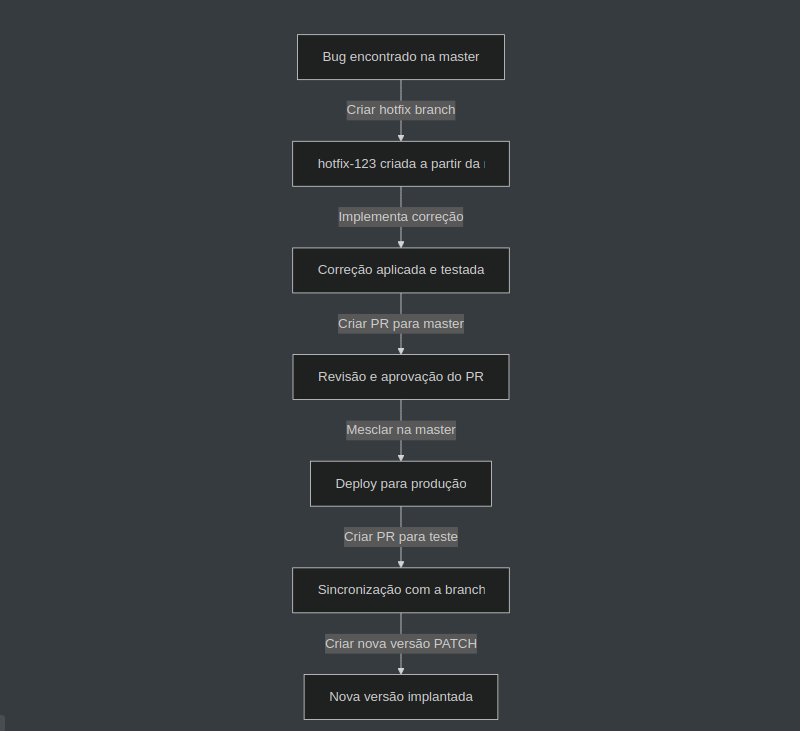 Bug encontrado na master
Criar hotfix branch
hotfix-123 criada a partir da
Implementa correção
Correção aplicada e testada
Criar PR para master
Revisão e aprovação do PR
Mesclar na master
Deploy para produção
Criar PR para teste
Sincronização com a branch
Criar nova versão PATCH
Nova versão implantada